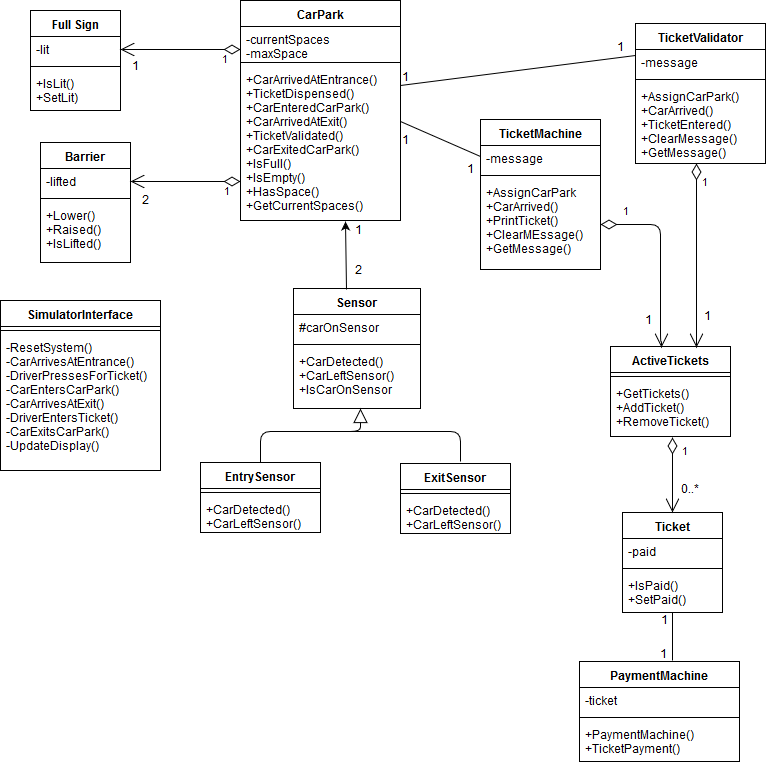 Full Sign
-lit
+IsLit()
+SetLit)
1
1
CarPark
-currentSpaces
-maxSpace
+CarArrivedAtEntrance()
+TicketDispensed()
+CarEnteredCarPark()
+CarArrivedAtExit()
+TicketValidated()
+CarExitedCarPark()
+IsFull()
+IsEmpty()
+HasSpace()
+GetCurrentSpaces()
1
1
TicketValidator
-message
+AssignCarPark()
+CarArrived()
+TicketEntered()
+ClearMessage()
+GetMessage()
1
1
TicketMachine
-message
+AssignCarPark
+CarArrived()
+PrintTicket()
+ClearMEssage()
+GetMessage()
Barrier
-lifted
+Lower()
+Raised()
+IsLifted()
2
1
1
1
1
2
Sensor
#carOnSensor
+CarDetected()
+CarLeftSensor()
+IsCarOnSensor
SimulatorInterface
-ResetSystem()
-CarArrivesAtEntrance()
-DriverPressesForTicket()
-CarEntersCarPark()
-CarArrivesAtExit()
-DriverEntersTicket()
-CarExitsCarPark()
-UpdateDisplay()
1
1
ActiveTickets
+GetTickets()
+AddTicket()
+RemoveTicket()
EntrySensor
+CarDetected()
+CarLeftSensor()
ExitSensor
+CarDetected()
+CarLeftSensor()
1
0..*
Ticket
-paid
+IsPaid()
+SetPaid()
1
1
PaymentMachine
-ticket
+PaymentMachine()
+TicketPayment()